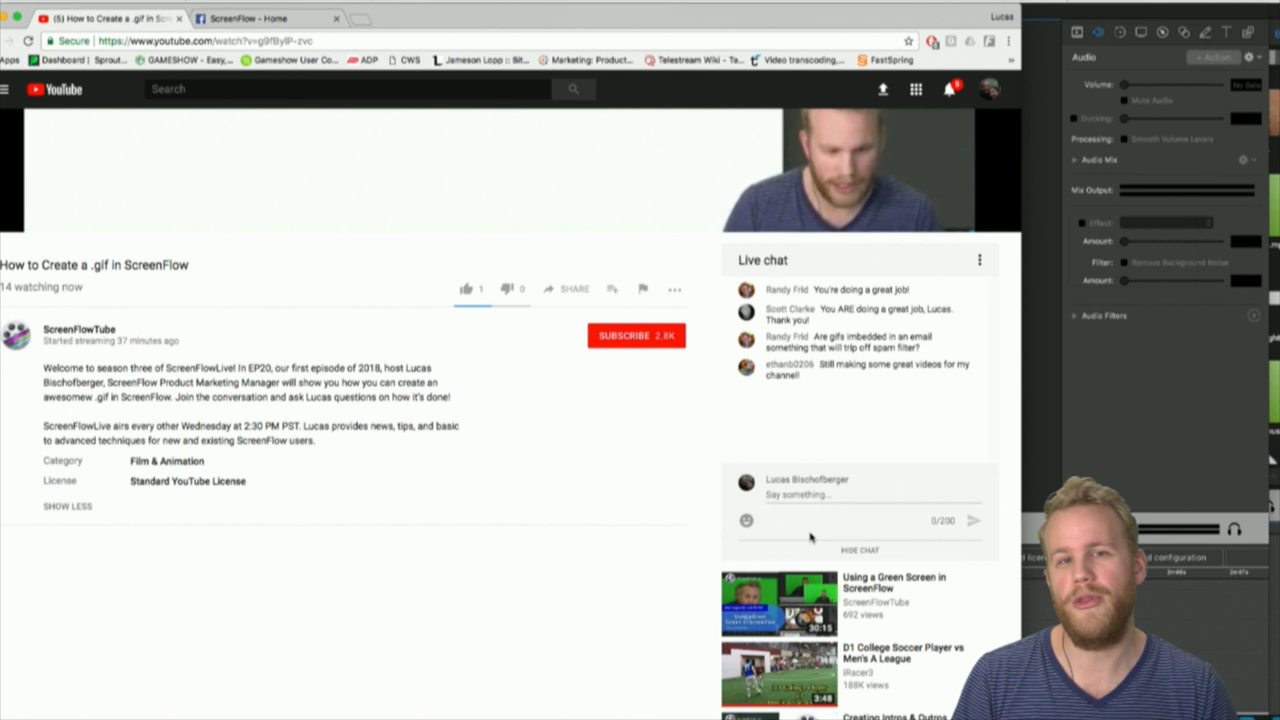 (5) How to Create a .gif in Scr
ScreenFlow - Home
Lucas
Secure
https://www.youtube.com/watch?v=g9fByIP-zvc
Apps
Dashboard | Sprout...
GAMESHOW - Easy,...
Gameshow User Co...
ADP
CWS
Jameson Lopp :: Bit...
Marketing: Product...
Telestream Wiki - Te...
Video transcoding,...
FastSpring
YouTube
Search
How to Create a .gif in ScreenFlow
14 watching now
1
0
SHARE
ScreenFlowTube
Started streaming 37 minutes ago
SUBSCRIBE 2.8K
Welcome to season three of ScreenFlowLive! In EP20, our first episode of 2018, host Lucas
Bischofberger, ScreenFlow Product Marketing Manager will show you how you can create an
awesomew .gif in ScreenFlow. Join the conversation and ask Lucas questions on how it's done!
ScreenFlowLive airs every other Wednesday at 2:30 PM PST. Lucas provides news, tips, and basic
to advanced techniques for new and existing ScreenFlow users.
Category
Film & Animation
License
Standard YouTube License
SHOW LESS
Live chat
Randy Frid You're doing a great job!
Scott Clarke You ARE doing a great job, Lucas.
Thank you!
Randy Frid Are gifs imbedded in an email
something that will trip off spam filter?
ethanb0206 Still making some great videos for my
channel!
Lucas Bischofberger
Say something...
0/200
HIDE CHAT
Using a Green Screen in
ScreenFlow
ScreenFlowTube
692 views
30:15
D1 College Soccer Player vs
Men's A League
iRacer3
188K views
3:48
Creating Intros & Outros
Audio
+ Action
Volume:
Mute Audio
Ducking:
Processing:
Smooth Volume Levels
Audio Mix
Mix Output:
Effect:
Amount:
Filter:
Remove Background Noise
Amount:
Audio Filters
d configuration